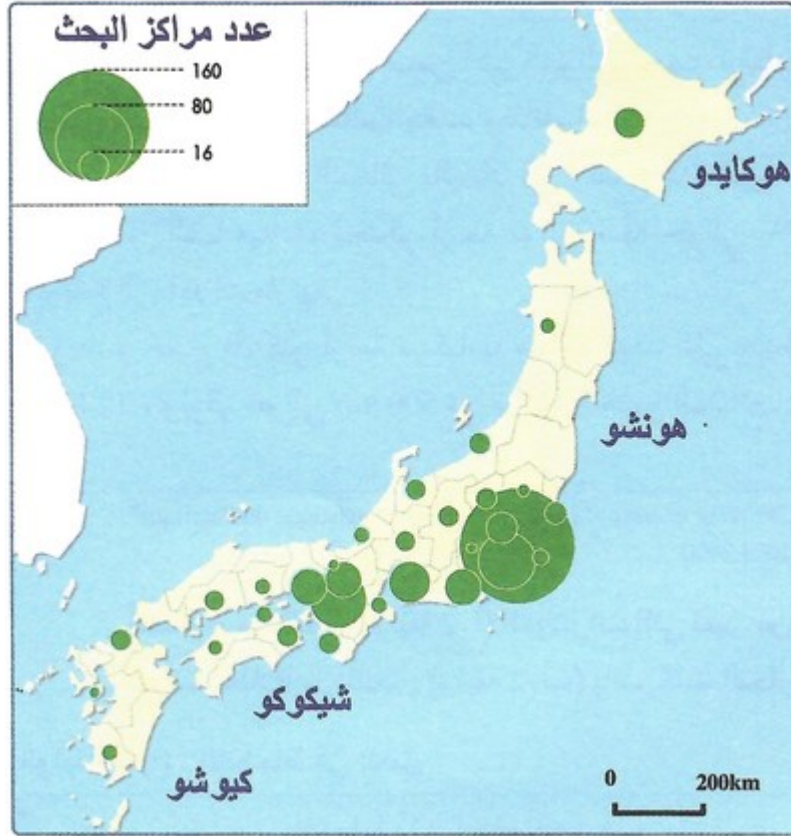 عدد مراكز البحث
160
80
16
هوكايدو
هونشو
شيكوكو
كيوشو
0 200km